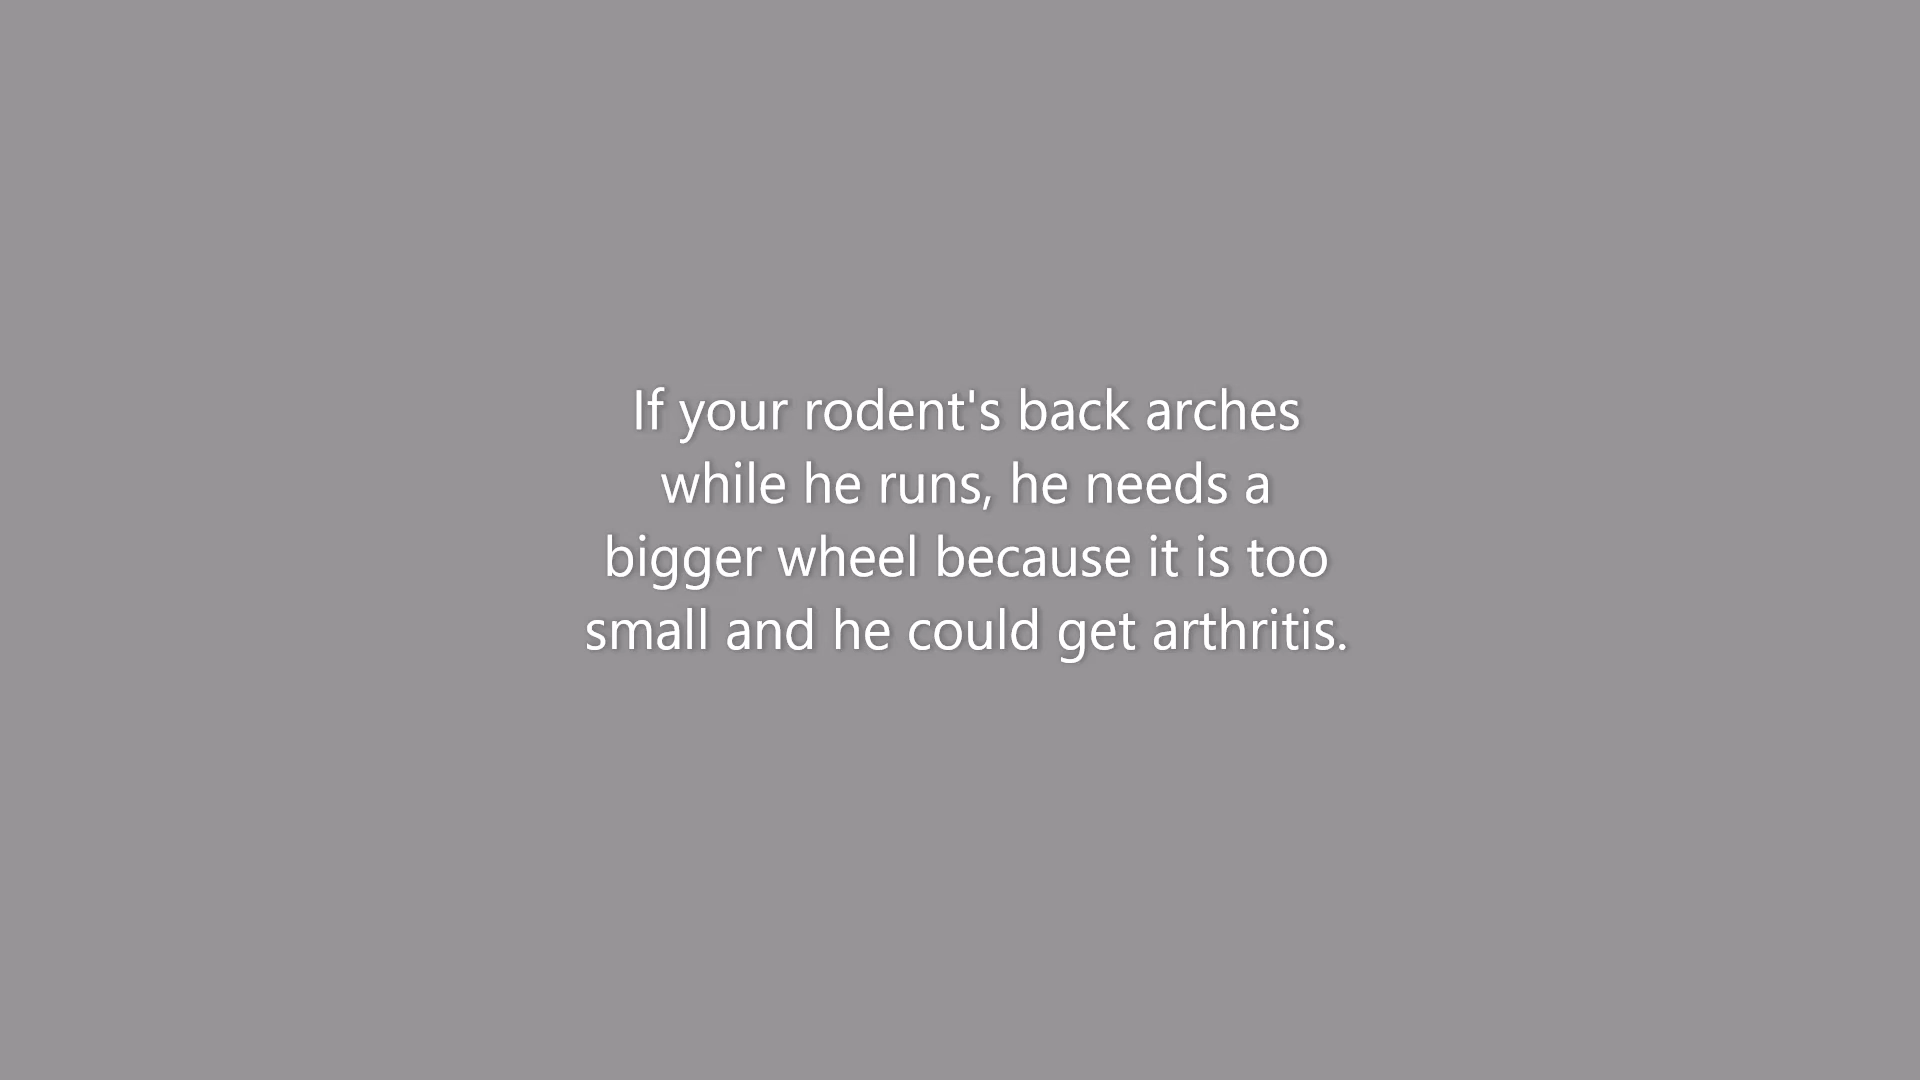 If your rodent's back arches
while he runs, he needs a
bigger wheel because it is too
small and he could get arthritis.